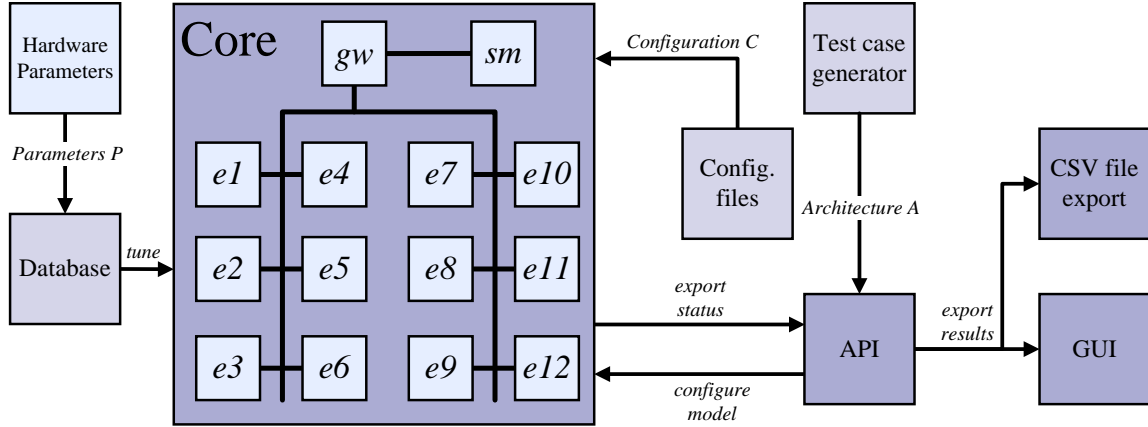 Hardware
Parameters
Parameters P
Database
tune
Core
gw
sm
e1
e4
e7
e10
e2
e5
e8
e11
e3
e6
e9
e12
Configuration C
Config.
files
Test case
generator
Architecture A
export
status
configure
model
API
export
results
CSV file
export
GUI